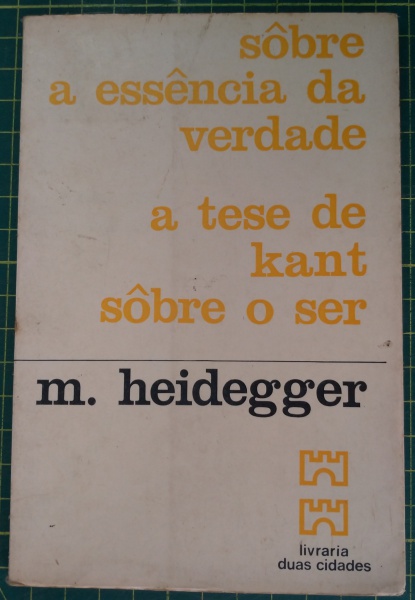 sôbre
a essência da
verdade
a tese de
kant
sôbre o ser
m. heidegger
livraria
duas cidades